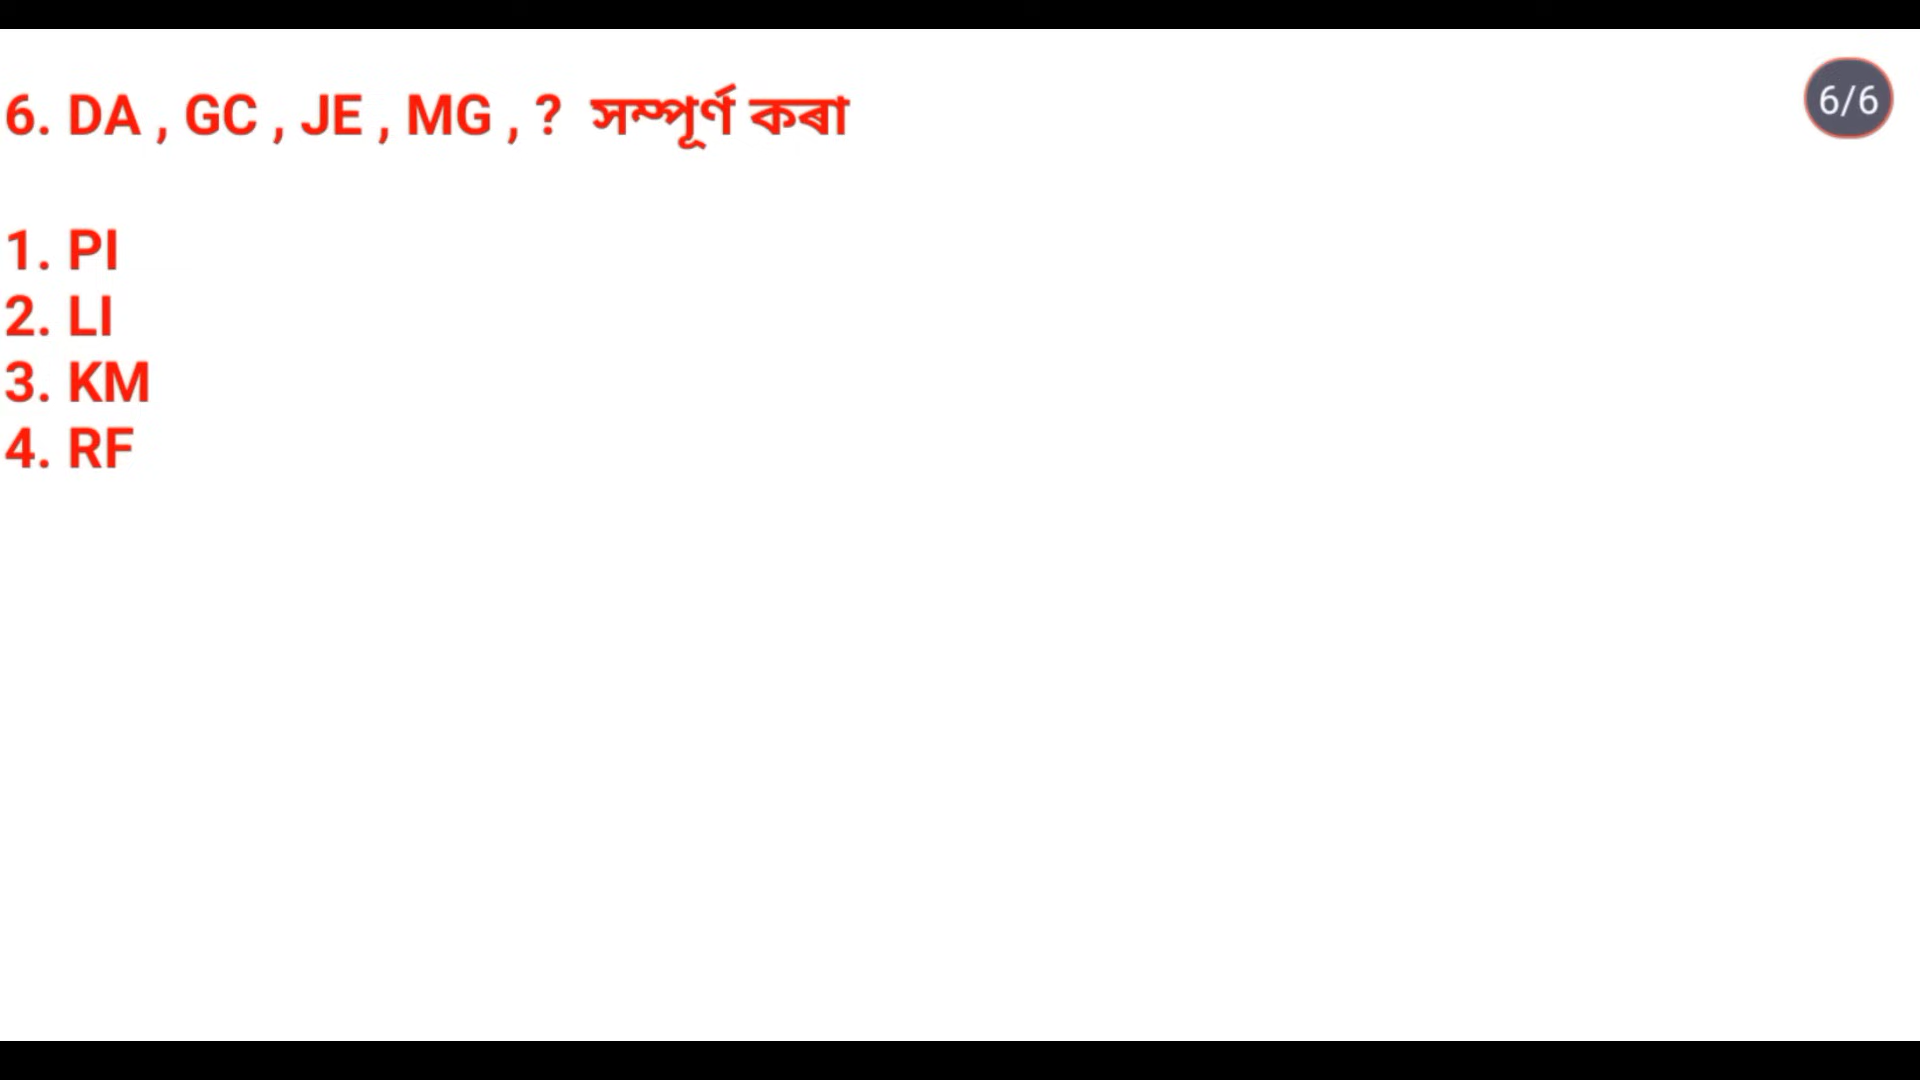 6. DA , GC , JE , MG , ? সম্পূৰ্ণ কৰা
6/6
1. PI
2. LI
3. KM
4. RF